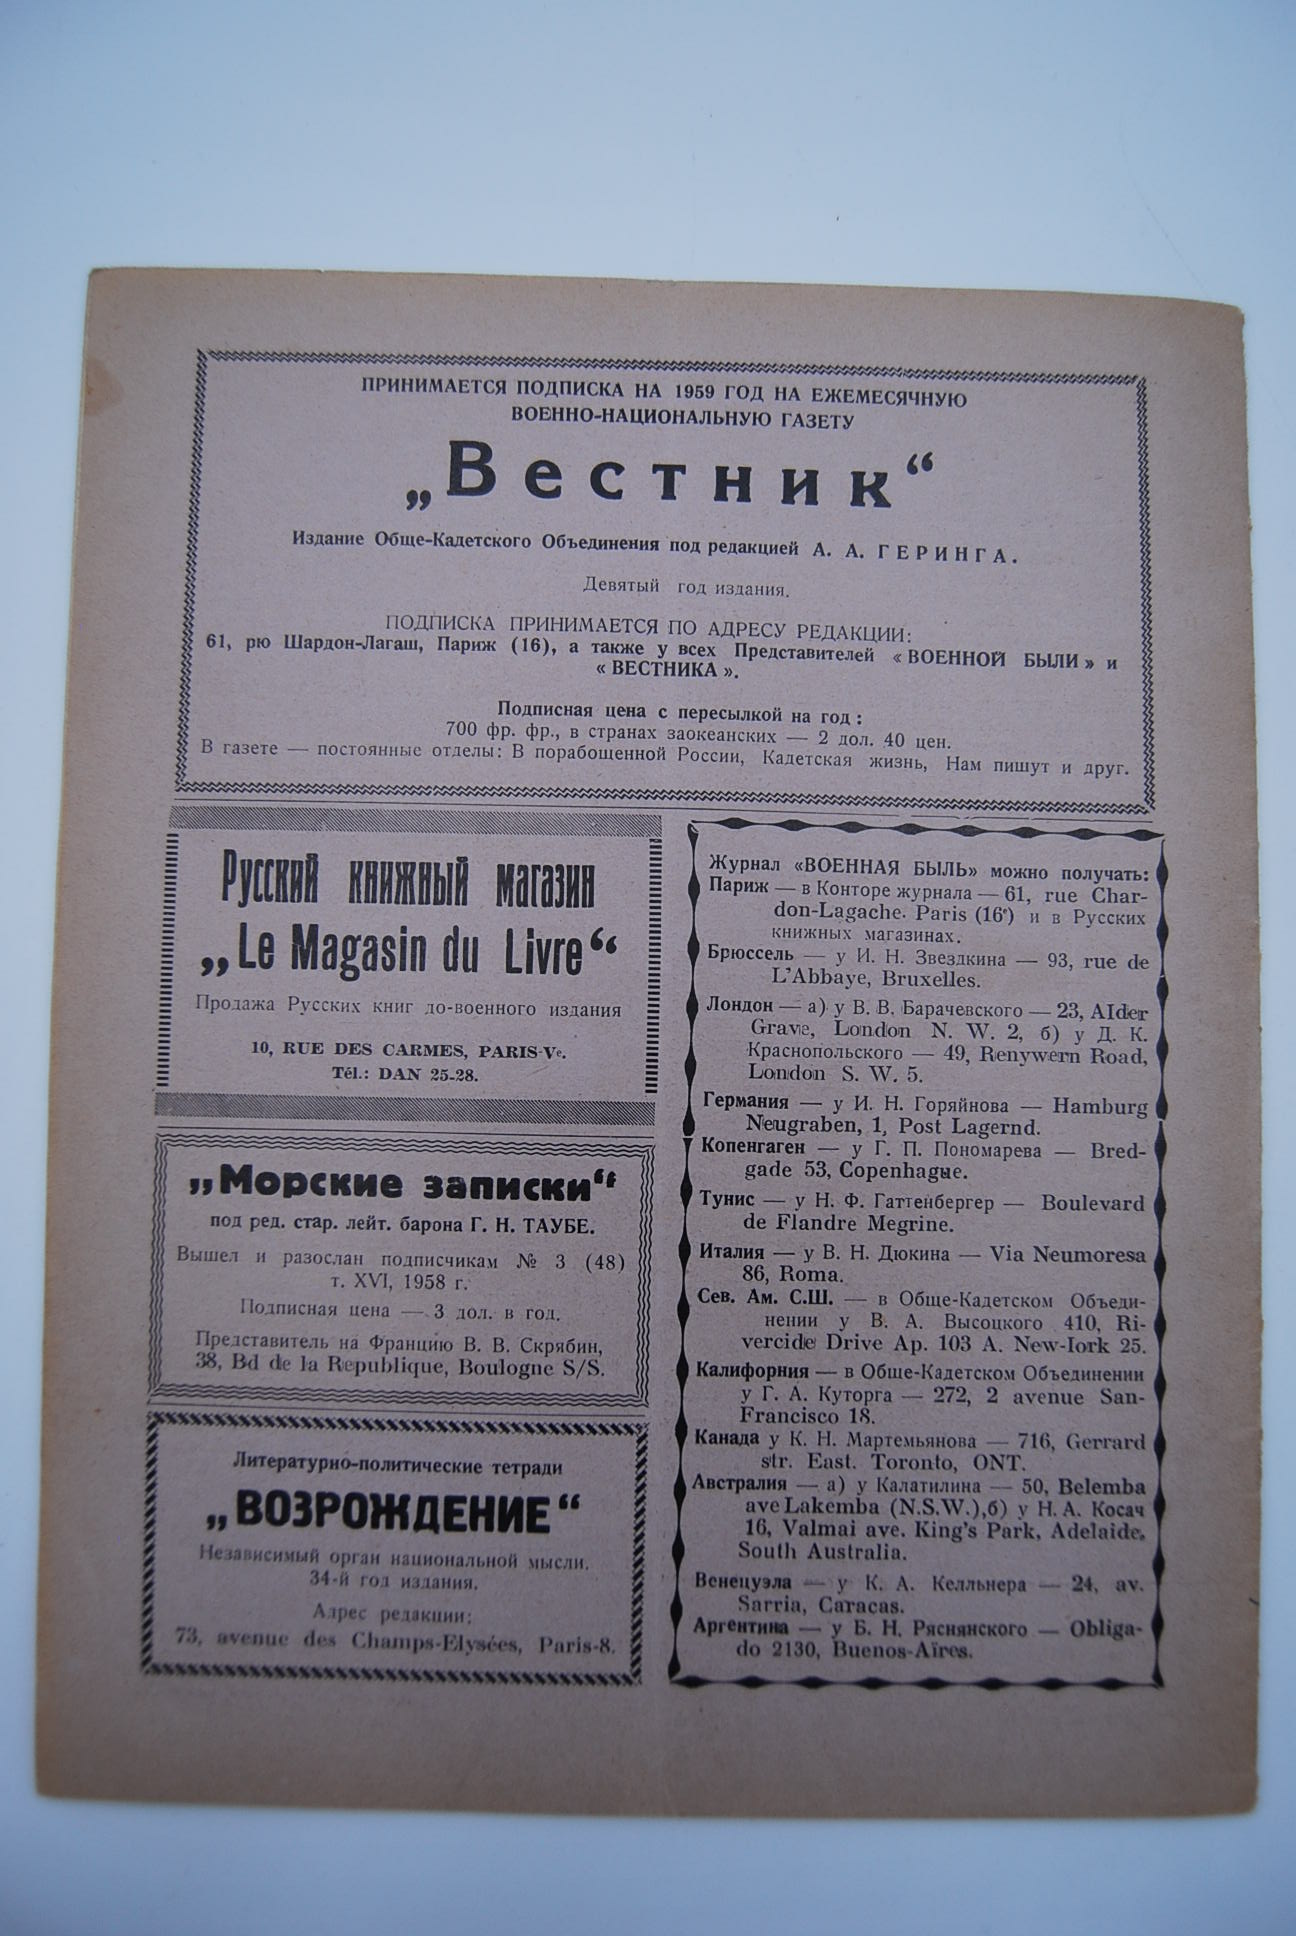 ПРИНИМАЕТСЯ ПОДПИСКА НА 1959 ГОД НА ЕЖЕМЕСЯЧНУЮ
ВОЕННО-НАЦИОНАЛЬНУЮ ГАЗЕТУ
„Вестник“
Издание Обще-Кадетского Объединения под редакцией А. А. ГЕРИНГА.
Девятый год издания.
ПОДПИСКА ПРИНИМАЕТСЯ ПО АДРЕСУ РЕДАКЦИИ:
61, рю Шардон-Лагаш, Париж (16), а также у всех Представителей «ВОЕННОЙ БЫЛИ» и
« ВЕСТНИКА ».
Подписная цена с пересылкой на год :
700 фр. фр., в странах заокеанских — 2 дол. 40 цен.
В газете — постоянные отделы: В порабощенной России, Кадетская жизнь, Нам пишут и друг.
Русский книжный магазин
„Le Magasin du Livre“
Продажа Русских книг до-военного издания
10, RUE DES CARMES, PARIS-Ve.
Tél.: DAN 25-28.
„Морские записки“
под ред. стар. лейт. барона Г. Н. ТАУБЕ.
Вышел и разослан подписчикам № 3 (48)
т. XVI, 1958 г.
Подписная цена — 3 дол. в год.
Представитель на Францию В. В. Скрябин,
38, Bd de la Republique, Boulogne S/S.
Литературно-политические тетради
„ВОЗРОЖДЕНИЕ“
Независимый орган национальной мысли.
34-й год издания.
Адрес редакции:
73, avenue des Champs-Elysées, Paris-8.
Журнал «ВОЕННАЯ БЫЛЬ» можно получать:
Париж — в Конторе журнала — 61, rue Char-
don-Lagache. Paris (16e) и в Русских
книжных магазинах.
Брюссель — у И. Н. Звездкина — 93, rue de
L'Abbaye, Bruxelles.
Лондон — а) у В. В. Барачевского — 23, Alder
Grave, London N. W. 2, б) у Д. К.
Краснопольского — 49, Renywern Road,
London S. W. 5.
Германия — у И. Н. Горяйнова — Hamburg
Neugraben, 1, Post Lagernd.
Копенгаген — у Г. П. Пономарева — Bred-
gade 53, Copenhague.
Тунис — у Н. Ф. Гаттенбергер — Boulevard
de Flandre Megrine.
Италия — у В. Н. Дюкина — Via Neumoresa
86, Roma.
Сев. Ам. С.Ш. — в Обще-Кадетском Объеди-
нении у В. А. Высоцкого 410, Ri-
vercide Drive Ap. 103 A. New-Iork 25.
Калифорния — в Обще-Кадетском Объединении
у Г. А. Куторга — 272, 2 avenue San-
Francisco 18.
Канада у К. Н. Мартемьянова — 716, Gerrard
str. East. Toronto, ONT.
Австралия — а) у Калатилина — 50, Belemba
ave Lakemba (N.S.W.),б) у Н. А. Косач
16, Valmai ave. King's Park, Adelaide,
South Australia.
Венецуэла — у К. А. Келльнера — 24, av.
Sarria, Caracas.
Аргентина — у Б. Н. Ряснянского — Obliga-
do 2130, Buenos-Aïres.